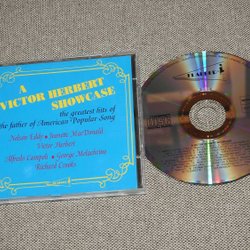 A
VICTOR HERBERT
SHOWCASE
the greatest hits of
the father of American Popular Song
Nelson Eddy • Jeanette MacDonald
Victor Herbert
Alfredo Campoli • George Melachrino
Richard Crooks